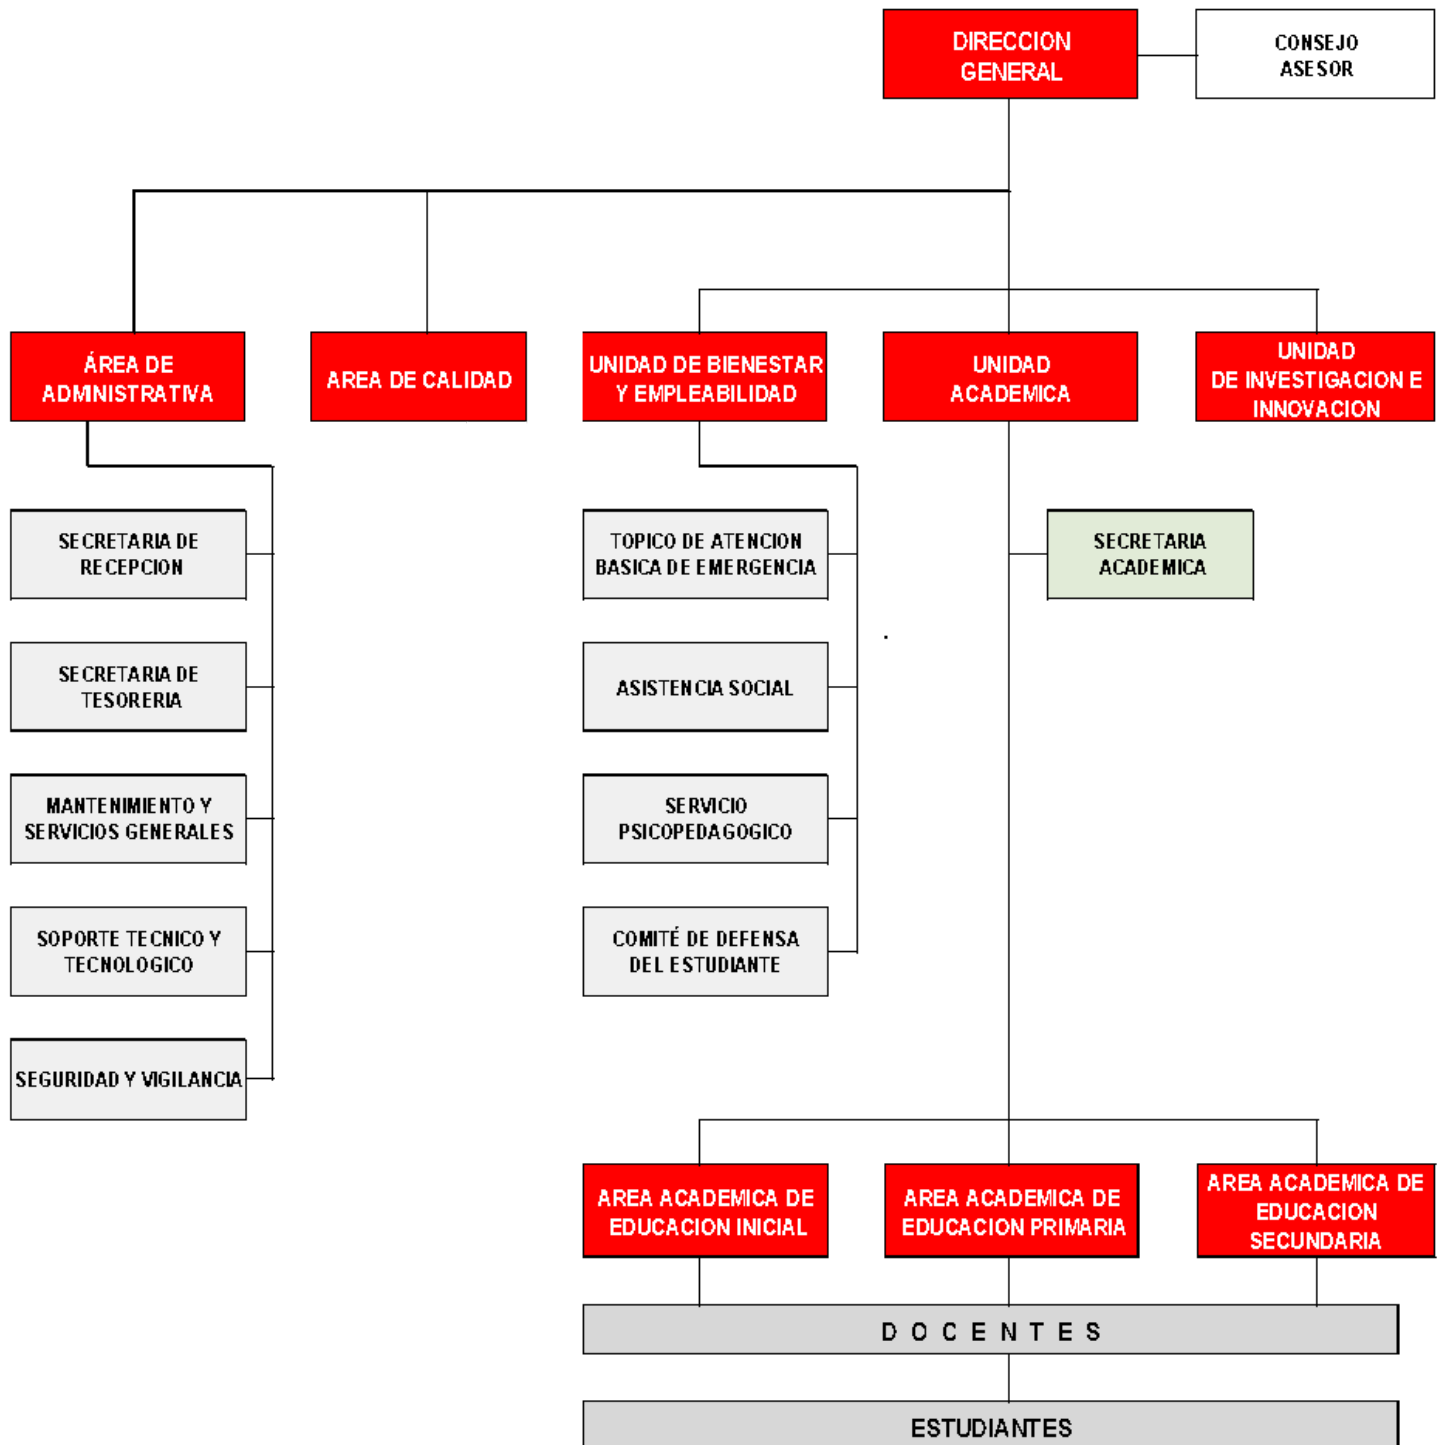 DIRECCION
GENERAL
CONSEJO
ASESOR
ÁREA DE
ADMINISTRATIVA
AREA DE CALIDAD
UNIDAD DE BIENESTAR
Y EMPLEABILIDAD
UNIDAD
ACADEMICA
UNIDAD
DE INVESTIGACION E
INNOVACION
SECRETARIA DE
RECEPCION
TOPICO DE ATENCION
BASICA DE EMERGENCIA
SECRETARIA
ACADEMICA
SECRETARIA DE
TESORERIA
ASISTENCIA SOCIAL
MANTENIMIENTO Y
SERVICIOS GENERALES
SERVICIO
PSICOPEDAGOGICO
SOPORTE TECNICO Y
TECNOLOGICO
COMITÉ DE DEFENSA
DEL ESTUDIANTE
SEGURIDAD Y VIGILANCIA
AREA ACADEMICA DE
EDUCACION INICIAL
AREA ACADEMICA DE
EDUCACION PRIMARIA
AREA ACADEMICA DE
EDUCACION
SECUNDARIA
D O C E N T E S
ESTUDIANTES